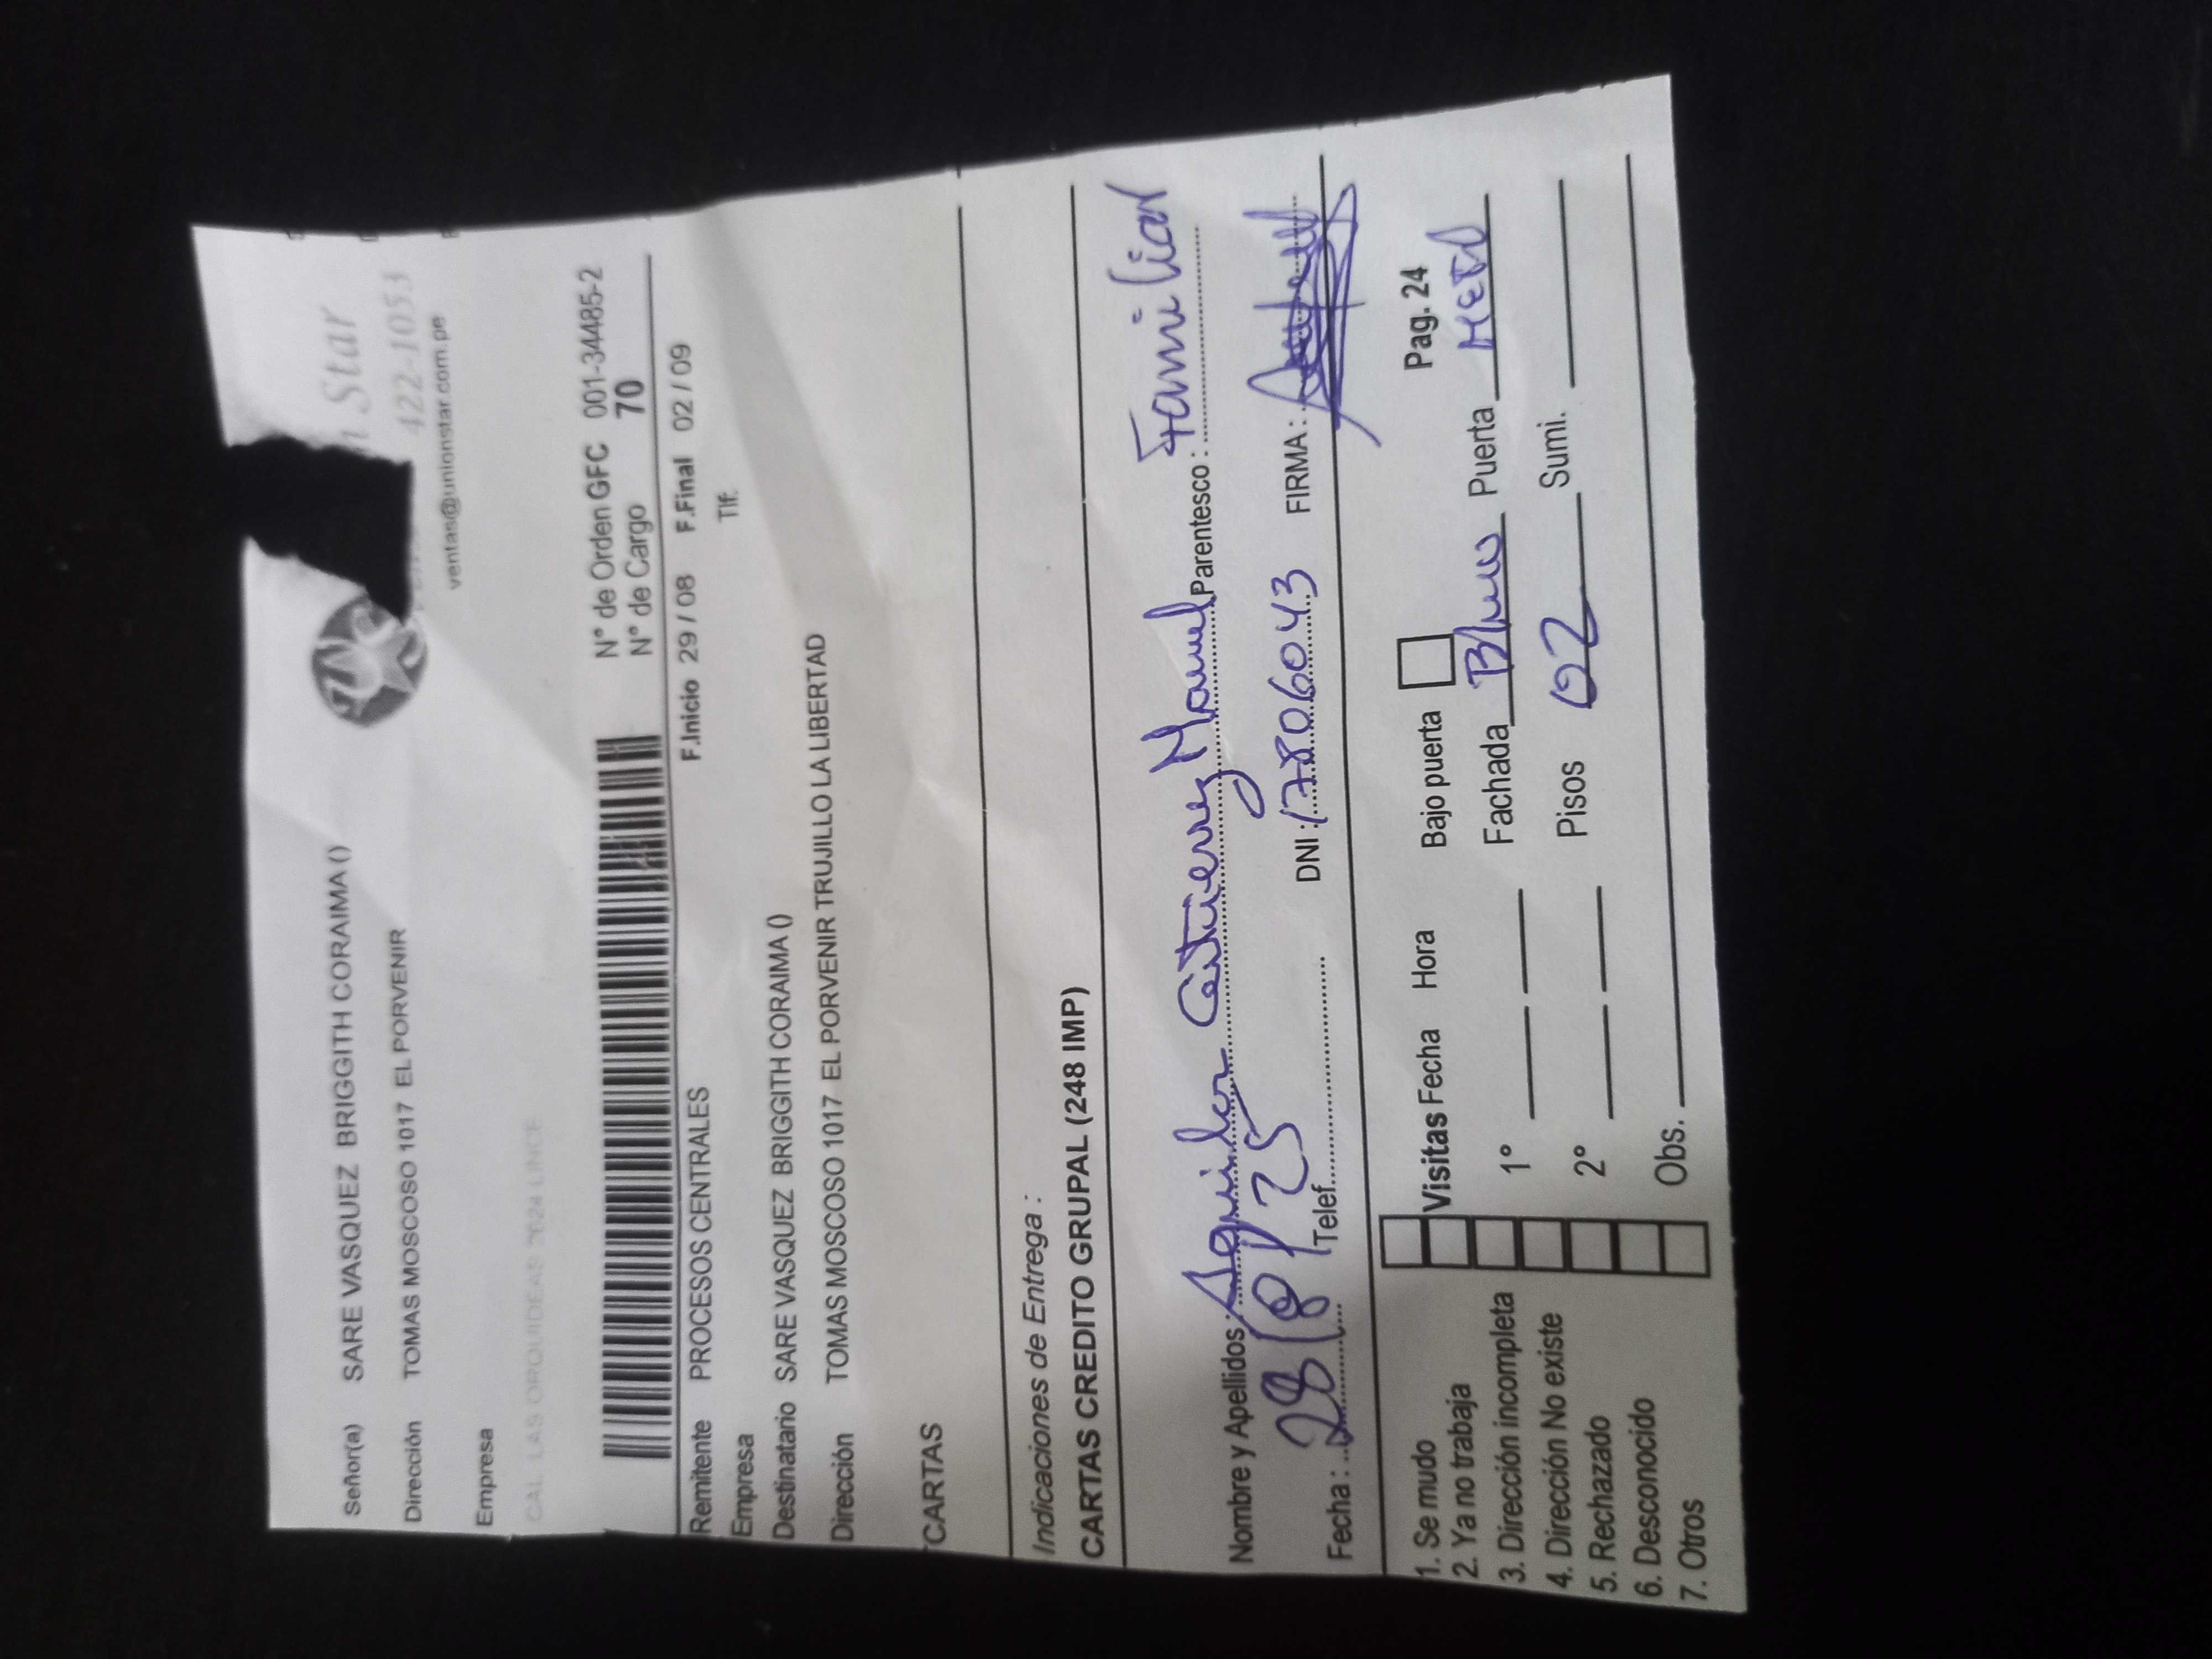 Star
422-1053
ventas@unionstar.com.pe
Señor(a) SARE VASQUEZ BRIGGITH CORAIMA ()
Dirección TOMAS MOSCOSO 1017 EL PORVENIR
Empresa
CAL LAS ORQUIDEAS 2624 LINCE
N° de Orden GFC 001-34485-2
N° de Cargo 70
Remitente PROCESOS CENTRALES F.Inicio 29 / 08 F.Final 02 / 09
Empresa Tlf.
Destinatario SARE VASQUEZ BRIGGITH CORAIMA ()
Dirección TOMAS MOSCOSO 1017 EL PORVENIR TRUJILLO LA LIBERTAD
CARTAS
Indicaciones de Entrega :
CARTAS CREDITO GRUPAL (248 IMP)
Nombre y Apellidos: Aguilar Gutierrez Manuel Parentesco: Familiar
Fecha: 28/8/25 Telef. DNI: 17806043 FIRMA:
1. Se mudo Visitas Fecha Hora Bajo puerta Pag. 24
2. Ya no trabaja
3. Dirección incompleta 1° Fachada Puerta
4. Dirección No existe
5. Rechazado 2° Pisos 02 Sumi.
6. Desconocido
7. Otros Obs.